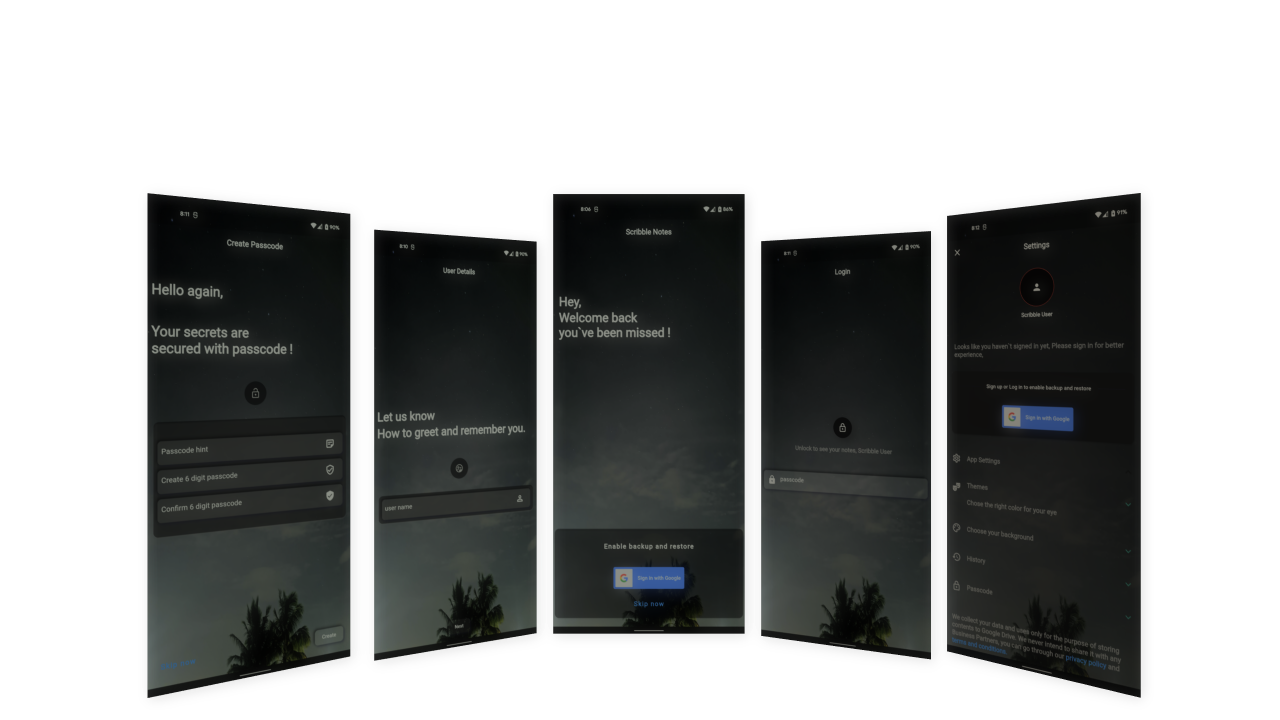 8:11
90%
Create Passcode
Hello again,
Your secrets are
secured with passcode !
Passcode hint
Create 6 digit passcode
Confirm 6 digit passcode
Create
8:10
90%
User Details
Let us know
How to greet and remember you.
user name
Next
8:06
86%
Scribble Notes
Hey,
Welcome back
you`ve been missed !
Enable backup and restore
Sign in with Google
Skip now
8:11
90%
Login
Unlock to see your notes, Scribble User
passcode
8:12
91%
Settings
Scribble User
Looks like you haven`t signed in yet, Please sign in for better
experience,
Sign up or Log in to enable backup and restore
Sign in with Google
App Settings
Themes
Chose the right color for your eye
Choose your background
History
Passcode
We collect your data and uses only for the purpose of storing
contents to Google Drive. We never intend to share it with any
Business Partners, you can go through our privacy policy and
terms and conditions.